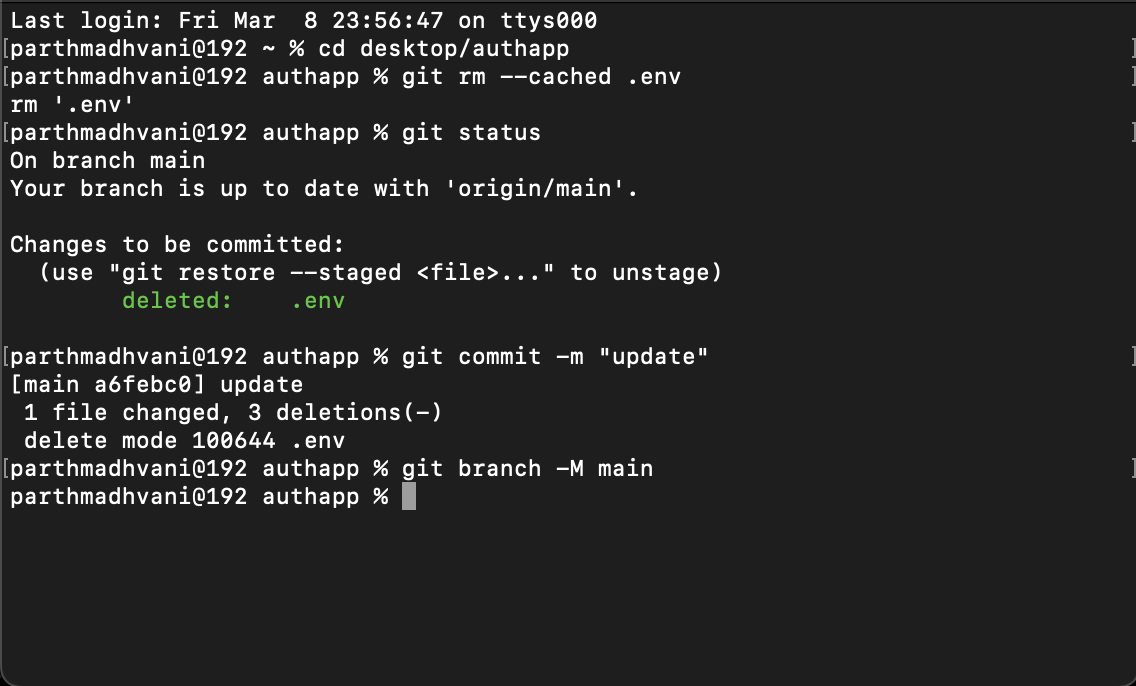 Last login: Fri Mar  8 23:56:47 on ttys000
[parthmadhvani@192 ~ % cd desktop/authapp ]
[parthmadhvani@192 authapp % git rm --cached .env ]
rm '.env'
[parthmadhvani@192 authapp % git status ]
On branch main
Your branch is up to date with 'origin/main'.
Changes to be committed:
  (use "git restore --staged <file>..." to unstage)
        deleted:    .env
[parthmadhvani@192 authapp % git commit -m "update" ]
[main a6febc0] update
 1 file changed, 3 deletions(-)
 delete mode 100644 .env
[parthmadhvani@192 authapp % git branch -M main ]
parthmadhvani@192 authapp %